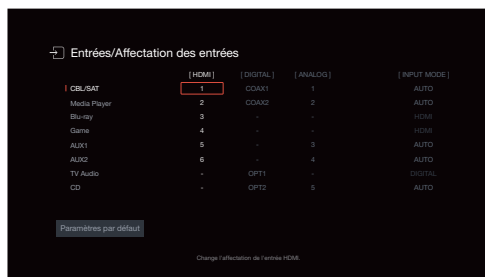 Entrées/Affectation des entrées
[ HDMI ] [ DIGITAL ] [ ANALOG ] [ INPUT MODE ]
CBL/SAT 1 COAX1 1 AUTO
Media Player 2 COAX2 2 AUTO
Blu-ray 3 - - HDMI
Game 4 - - HDMI
AUX1 5 - 3 AUTO
AUX2 6 - 4 AUTO
TV Audio - OPT1 - DIGITAL
CD - OPT2 5 AUTO
Paramètres par défaut
Change l'affectation de l'entrée HDMI.